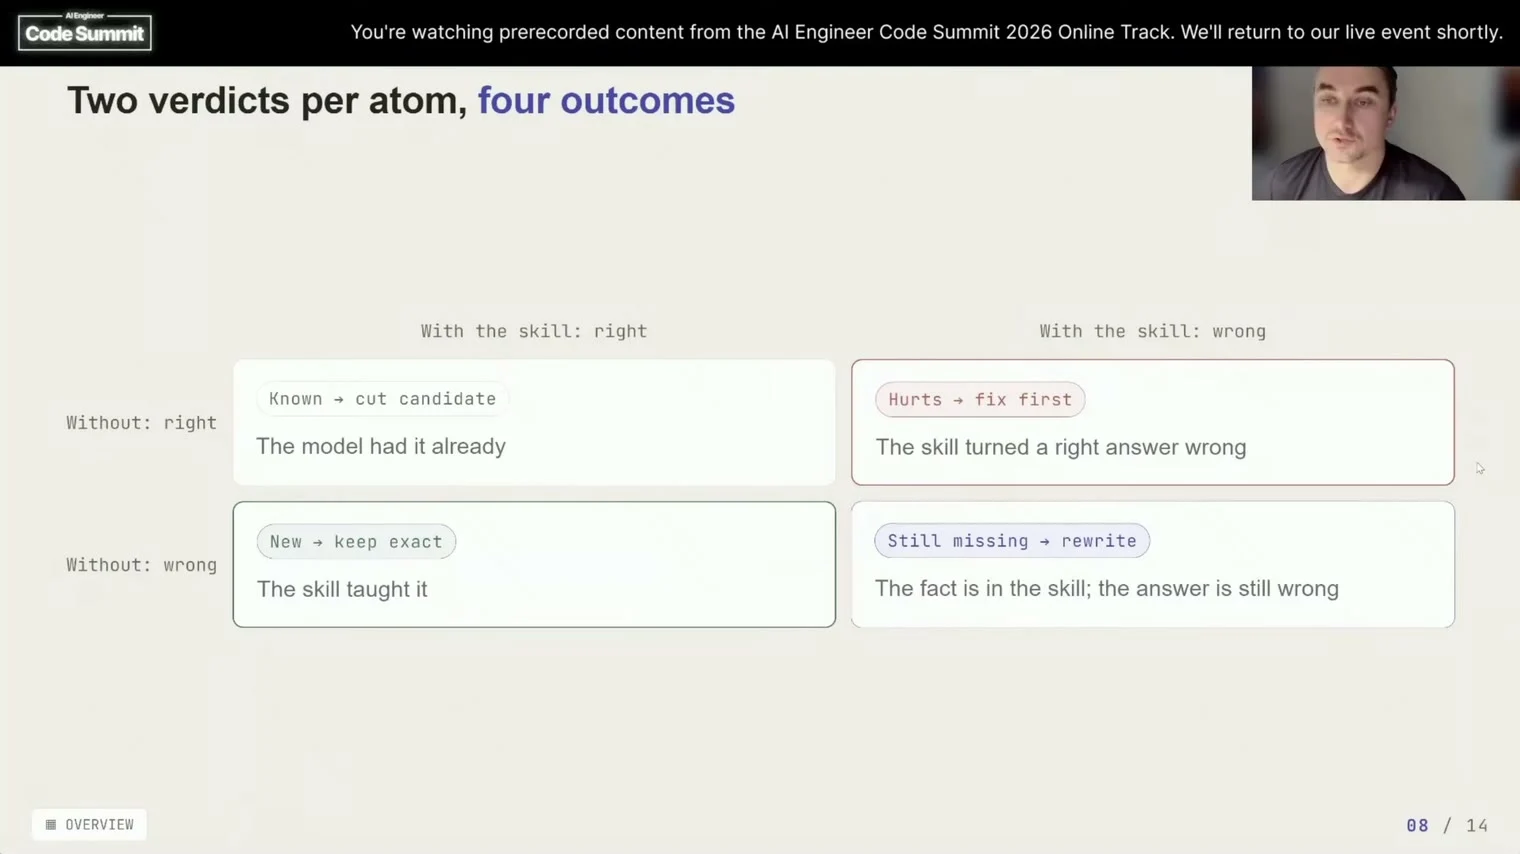 AI Engineer
Code Summit
You're watching prerecorded content from the AI Engineer Code Summit 2026 Online Track. We'll return to our live event shortly.
Two verdicts per atom, four outcomes
With the skill: right
With the skill: wrong
Without: right
Known → cut candidate
The model had it already
Hurts → fix first
The skill turned a right answer wrong
Without: wrong
New → keep exact
The skill taught it
Still missing → rewrite
The fact is in the skill; the answer is still wrong
OVERVIEW
08 / 14